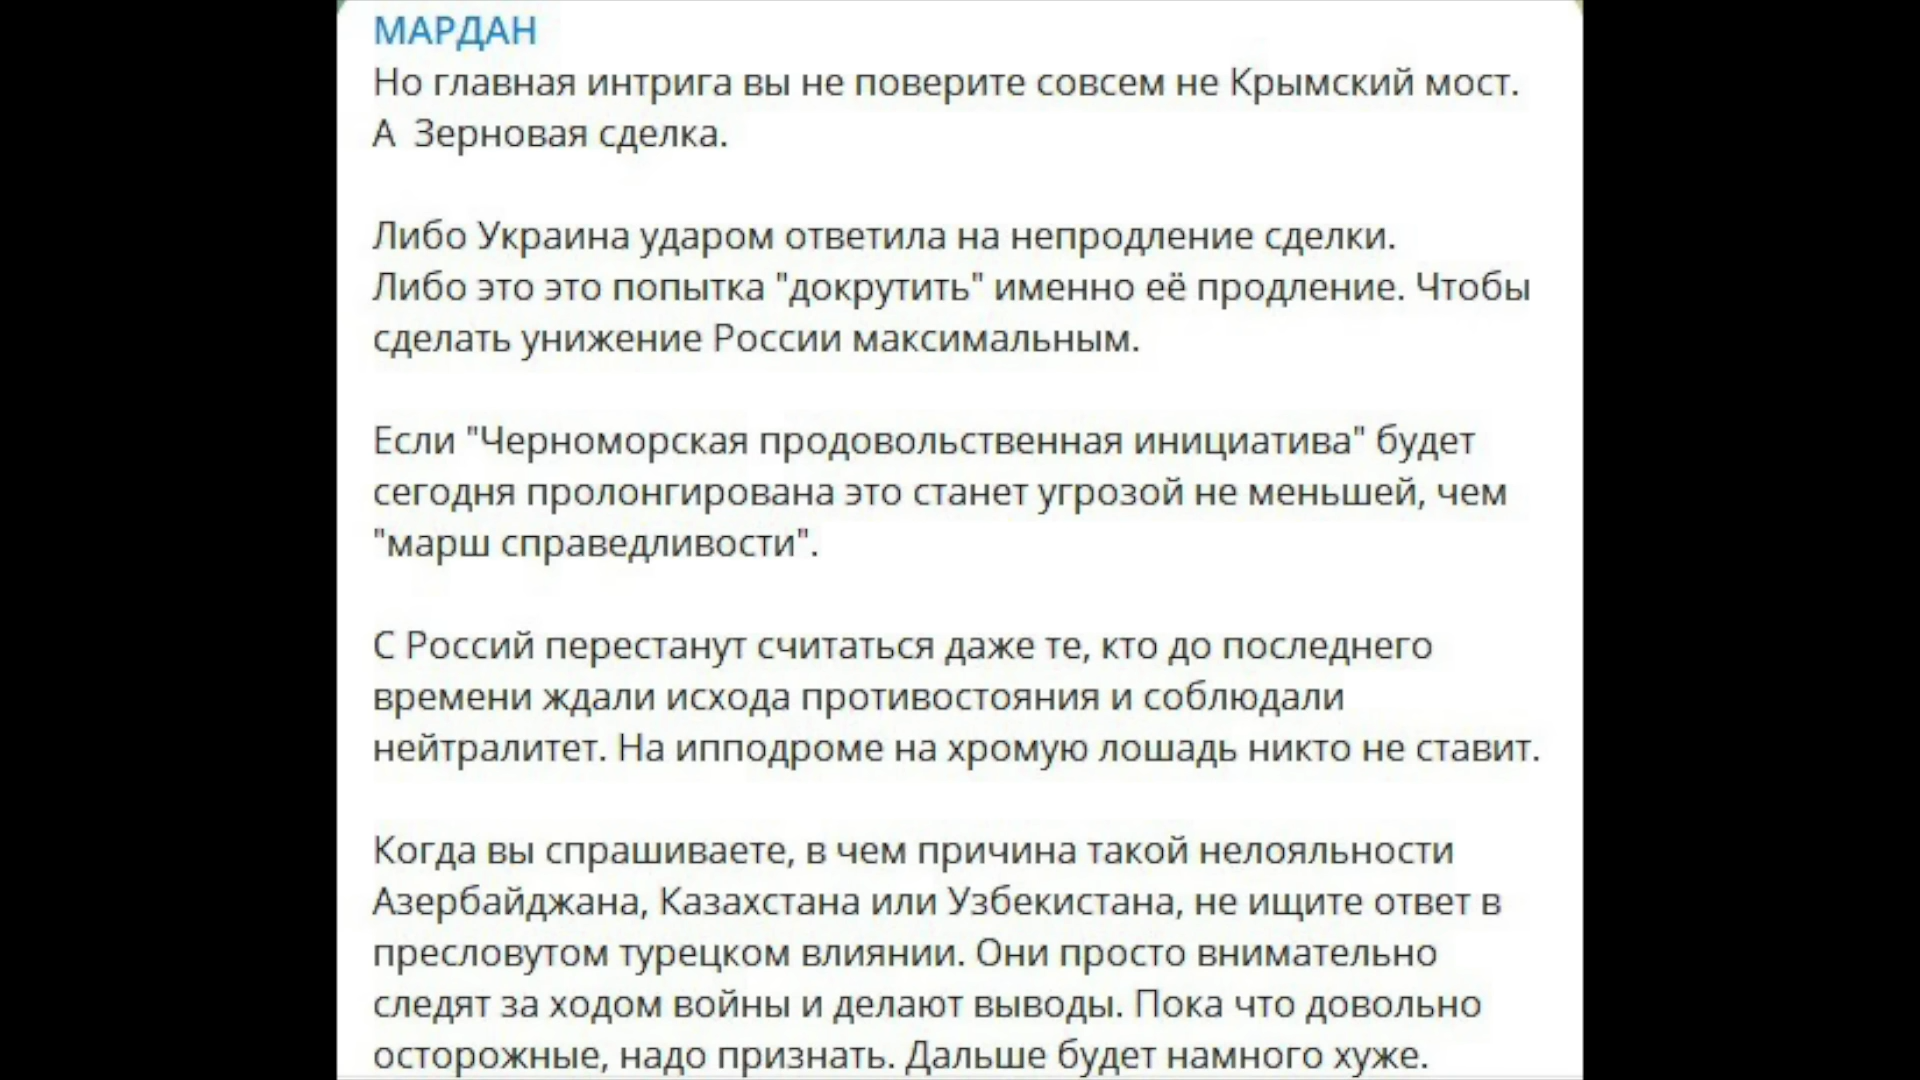 МАРДАН
Но главная интрига вы не поверите совсем не Крымский мост.
А  Зерновая сделка.
Либо Украина ударом ответила на непродление сделки.
Либо это это попытка "докрутить" именно её продление. Чтобы
сделать унижение России максимальным.
Если "Черноморская продовольственная инициатива" будет
сегодня пролонгирована это станет угрозой не меньшей, чем
"марш справедливости".
С Россий перестанут считаться даже те, кто до последнего
времени ждали исхода противостояния и соблюдали
нейтралитет. На ипподроме на хромую лошадь никто не ставит.
Когда вы спрашиваете, в чем причина такой нелояльности
Азербайджана, Казахстана или Узбекистана, не ищите ответ в
пресловутом турецком влиянии. Они просто внимательно
следят за ходом войны и делают выводы. Пока что довольно
осторожные, надо признать. Дальше будет намного хуже.